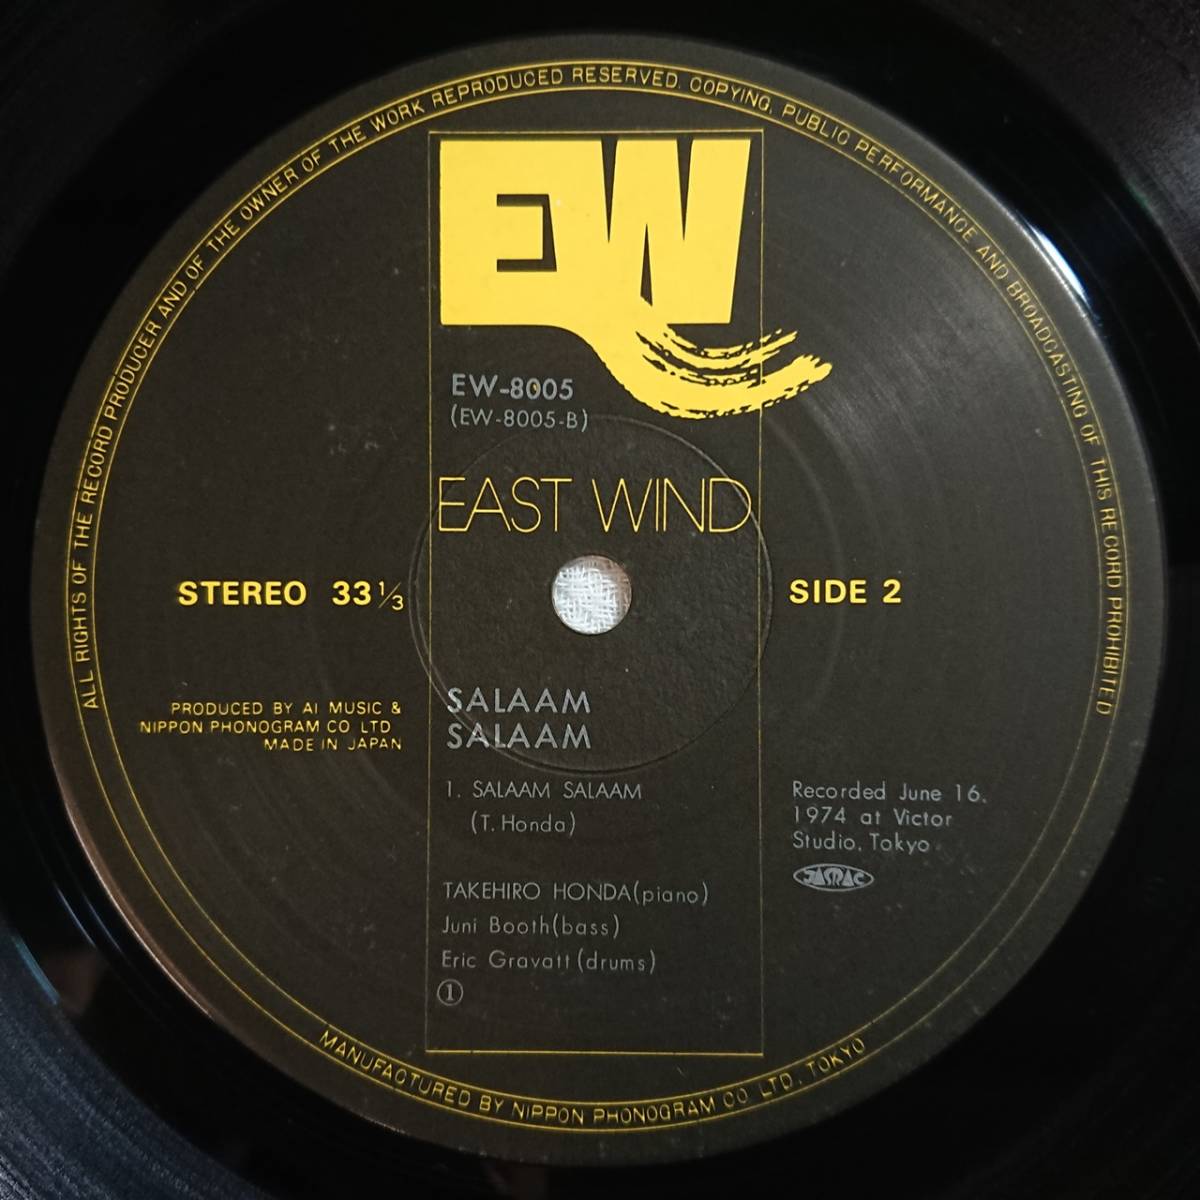 ALL RIGHTS OF THE RECORD PRODUCER AND OF THE OWNER OF THE WORK REPRODUCED RESERVED. COPYING, PUBLIC PERFORMANCE AND BROADCASTING OF THIS RECORD PROHIBITED
EW
EW-8005
(EW-8005-B)
EAST WIND
STEREO 33 1/3
SIDE 2
PRODUCED BY AI MUSIC &
NIPPON PHONOGRAM CO LTD
MADE IN JAPAN
SALAAM
SALAAM
1. SALAAM SALAAM
(T. Honda)
Recorded June 16,
1974 at Victor
Studio, Tokyo
JASRAC
TAKEHIRO HONDA(piano)
Juni Booth(bass)
Eric Gravatt(drums)
①
MANUFACTURED BY NIPPON PHONOGRAM CO LTD., TOKYO